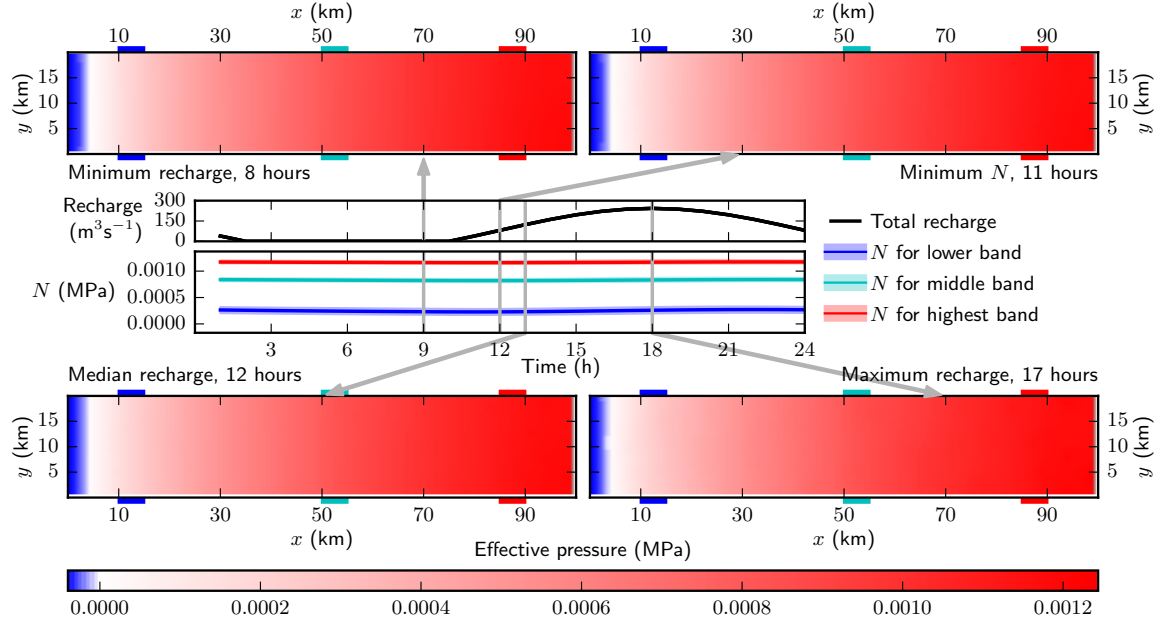 x (km)
x (km)
10 30 50 70 90
10 30 50 70 90
y (km)
15
10
5
15
10
5
y (km)
Minimum recharge, 8 hours
Minimum N, 11 hours
Recharge
(m³s⁻¹)
300
150
0
N (MPa)
0.0010
0.0005
0.0000
3 6 9 12 15 18 21 24
Time (h)
Total recharge
N for lower band
N for middle band
N for highest band
Median recharge, 12 hours
Maximum recharge, 17 hours
y (km)
15
10
5
15
10
5
y (km)
10 30 50 70 90
10 30 50 70 90
x (km)
x (km)
Effective pressure (MPa)
0.0000 0.0002 0.0004 0.0006 0.0008 0.0010 0.0012